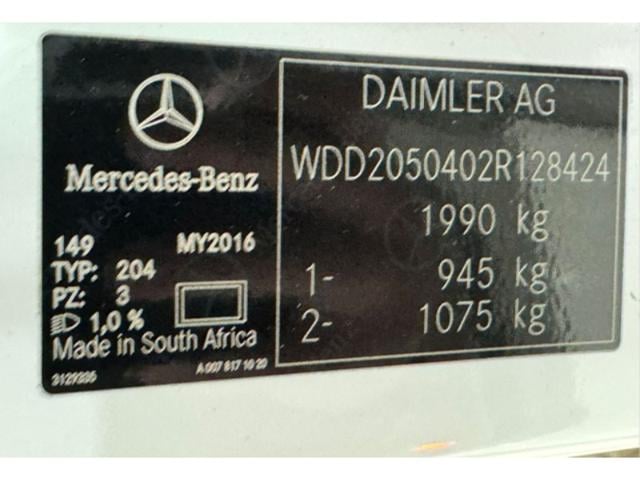 Mercedes-Benz
149 MY2016
TYP: 204
PZ: 3
1,0 %
Made in South Africa
3129335 A 007 817 10 20
DAIMLER AG
WDD2050402R128424
1990 kg
1- 945 kg
2- 1075 kg